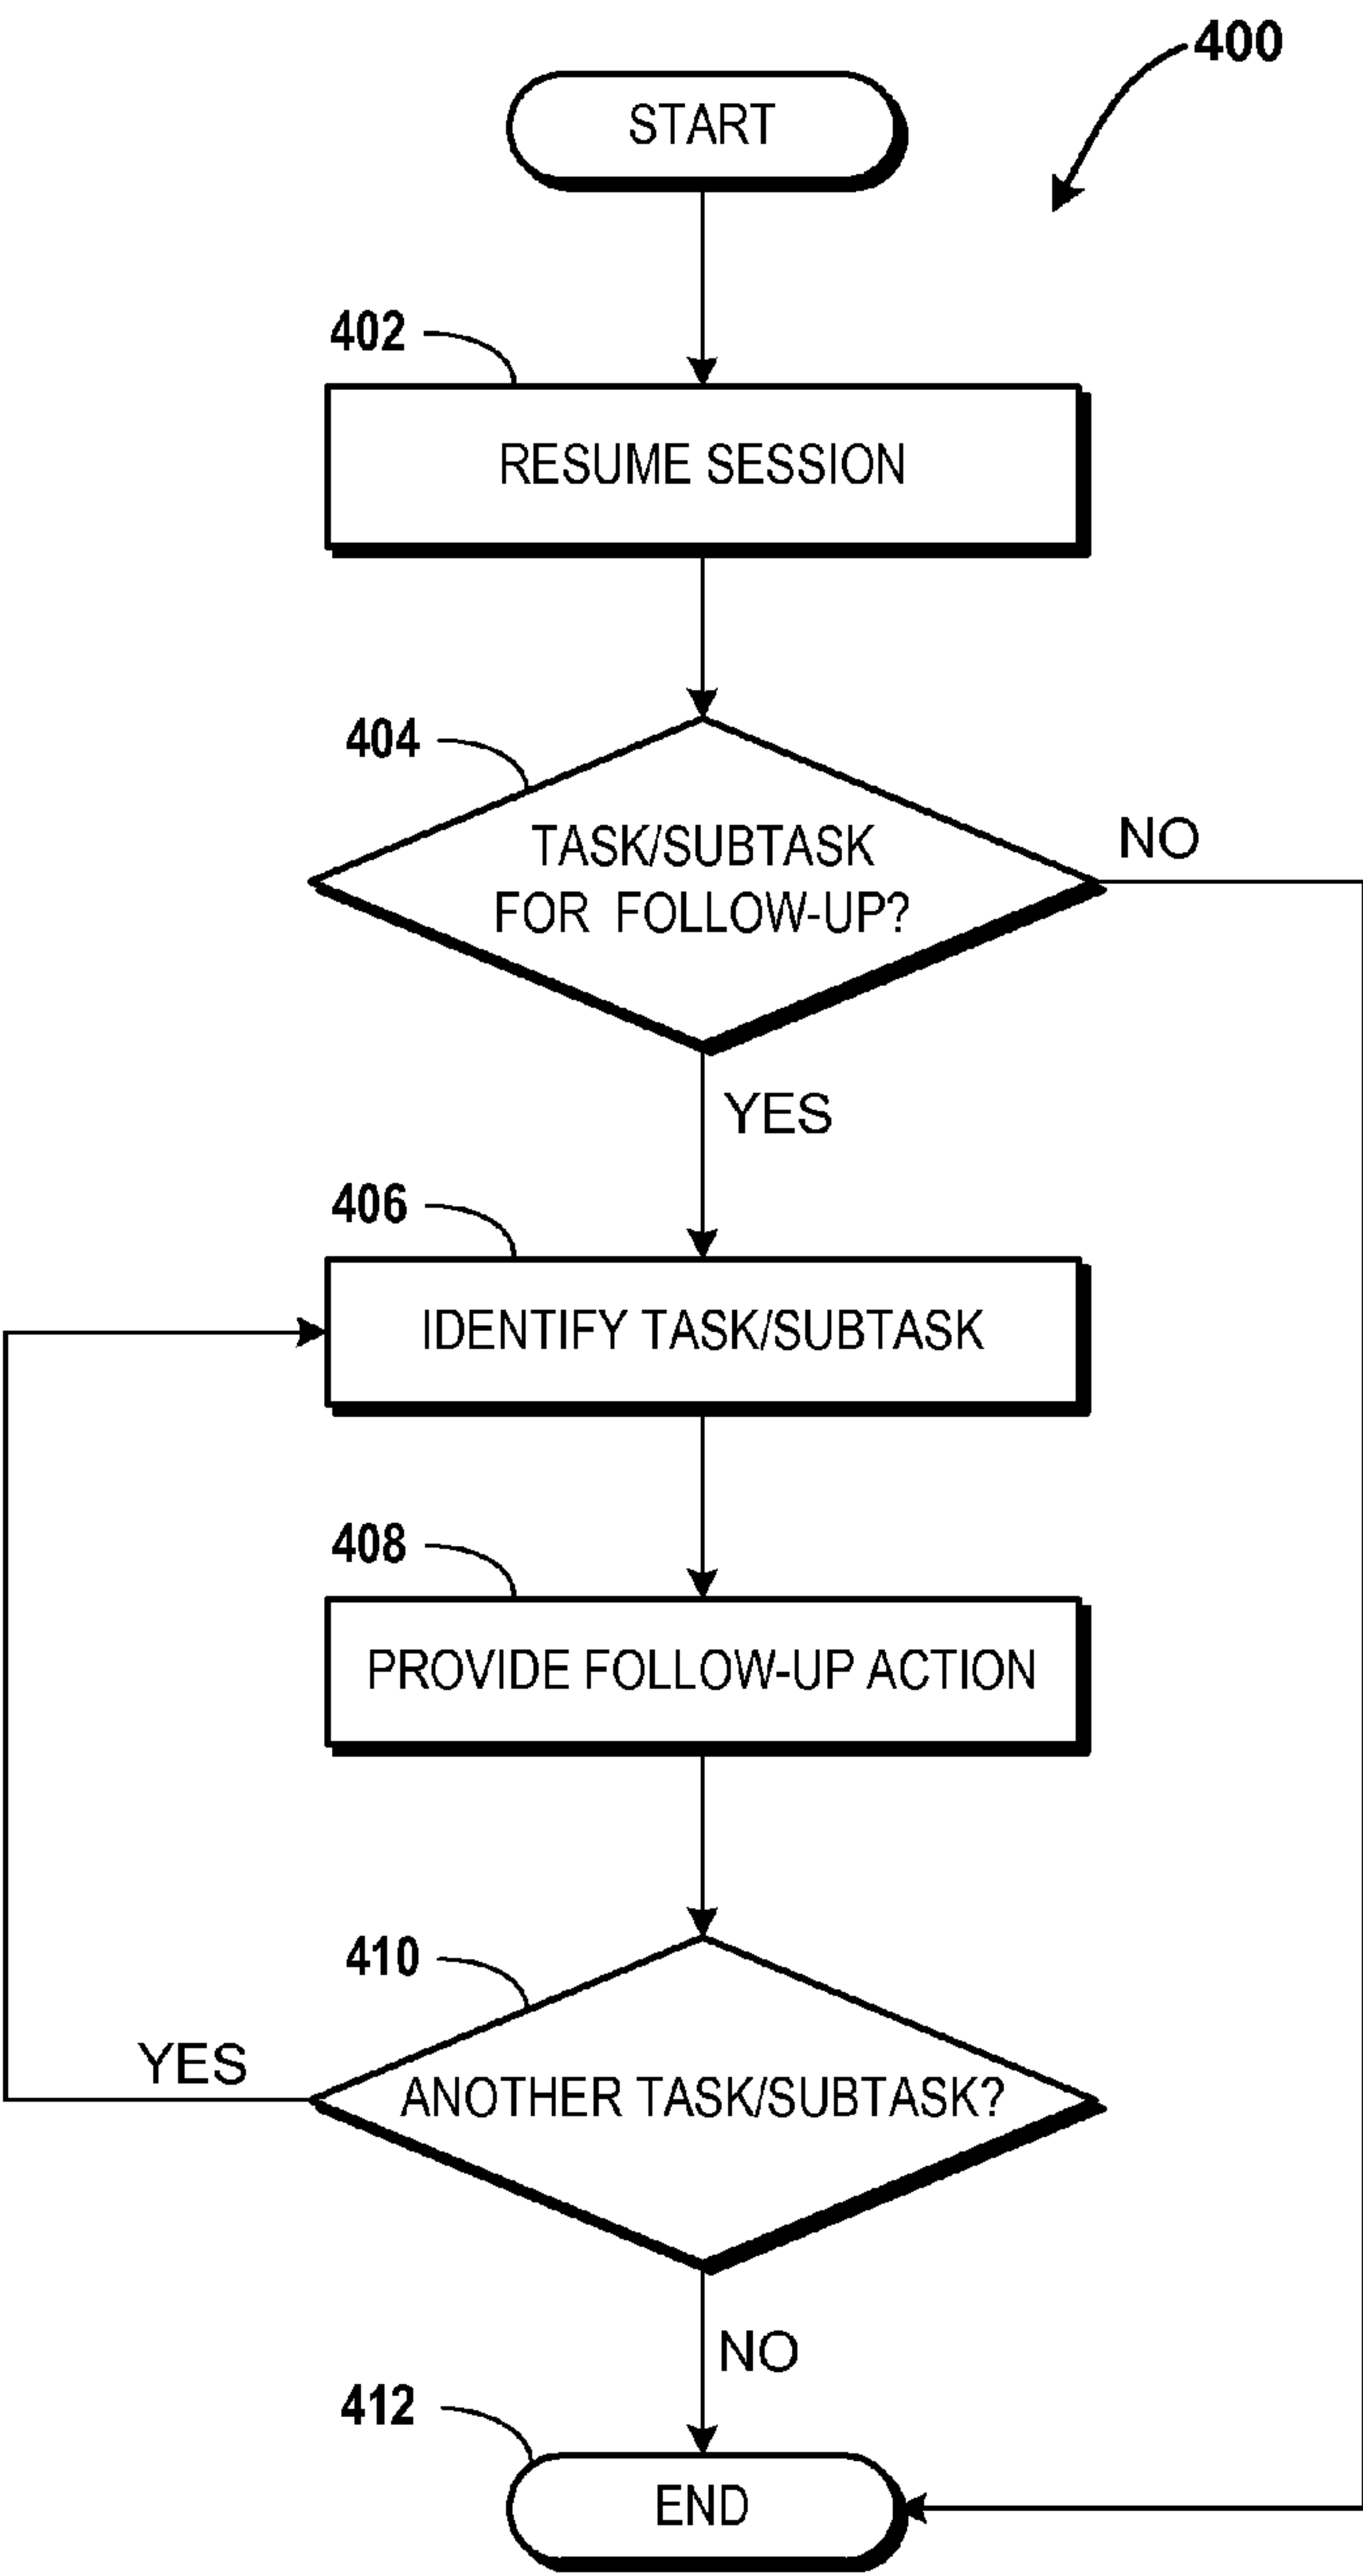 400
START
402
RESUME SESSION
404
TASK/SUBTASK
FOR FOLLOW-UP?
NO
YES
406
IDENTIFY TASK/SUBTASK
408
PROVIDE FOLLOW-UP ACTION
410
YES
ANOTHER TASK/SUBTASK?
NO
412
END